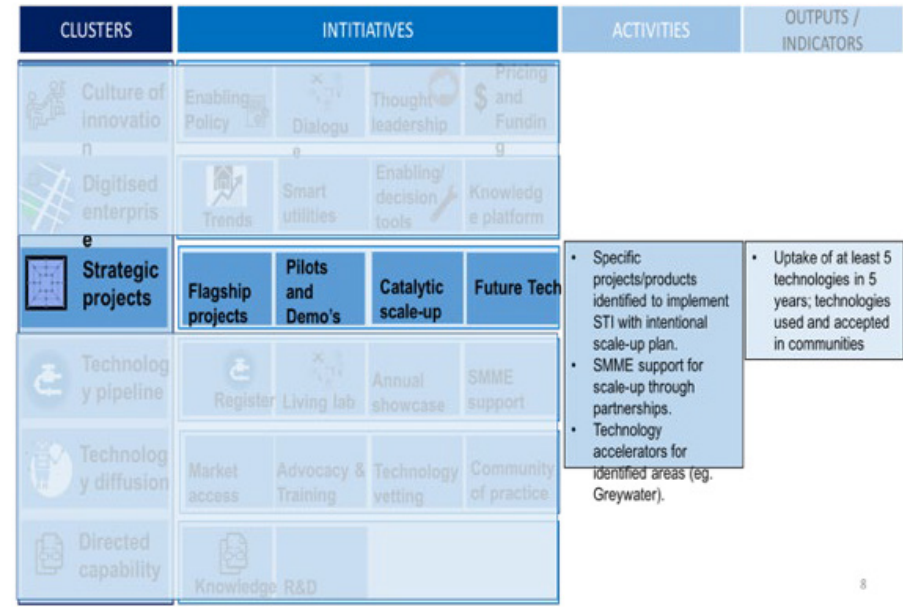 CLUSTERS
INTITIATIVES
ACTIVITIES
OUTPUTS /
INDICATORS
Culture of
innovatio
n
Enabling
Policy
Dialogu
e
Thought
leadership
$
Pricing
and
Fundin
g
Digitised
enterpris
e
Trends
Smart
utilities
Enabling/
decision
tools
Knowledg
e platform
Strategic
projects
Flagship
projects
Pilots
and
Demo's
Catalytic
scale-up
Future Tech
• Specific
projects/products
identified to implement
STI with intentional
scale-up plan.
• SMME support for
scale-up through
partnerships.
• Technology
accelerators for
identified areas (eg.
Greywater).
• Uptake of at least 5
technologies in 5
years; technologies
used and accepted
in communities
Technolog
y pipeline
Register
Living lab
Annual
showcase
SMME
support
Technolog
y diffusion
Market
access
Advocacy &
Training
Technology
vetting
Community
of practice
Directed
capability
Knowledge
R&D
8